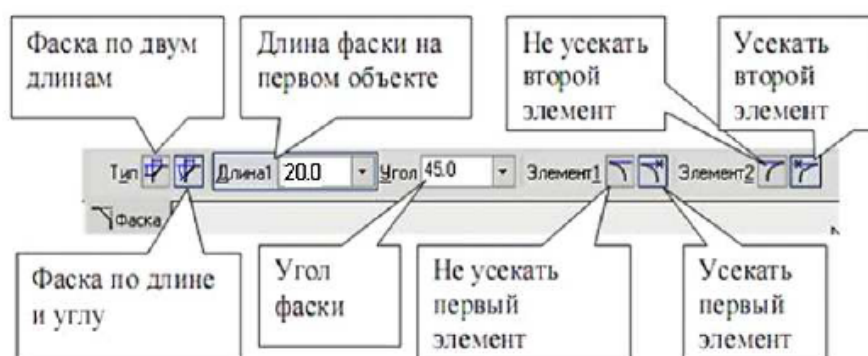 Фаска по двум
длинам
Длина фаски на
первом объекте
Не усекать
второй
элемент
Усекать
второй
элемент
Тип Длина1 20.0 Угол 45.0 Элемент1 Элемент2
Фаска
Фаска по длине
и углу
Угол
фаски
Не усекать
первый
элемент
Усекать
первый
элемент